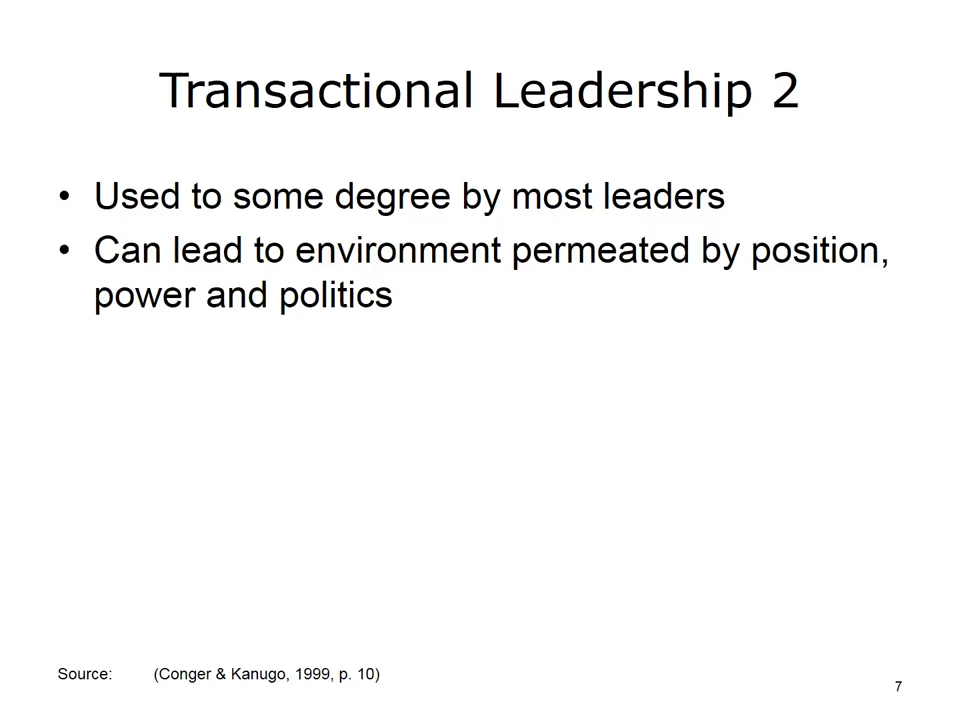 Transactional Leadership 2
• Used to some degree by most leaders
• Can lead to environment permeated by position,
power and politics
Source: (Conger & Kanugo, 1999, p. 10)
7